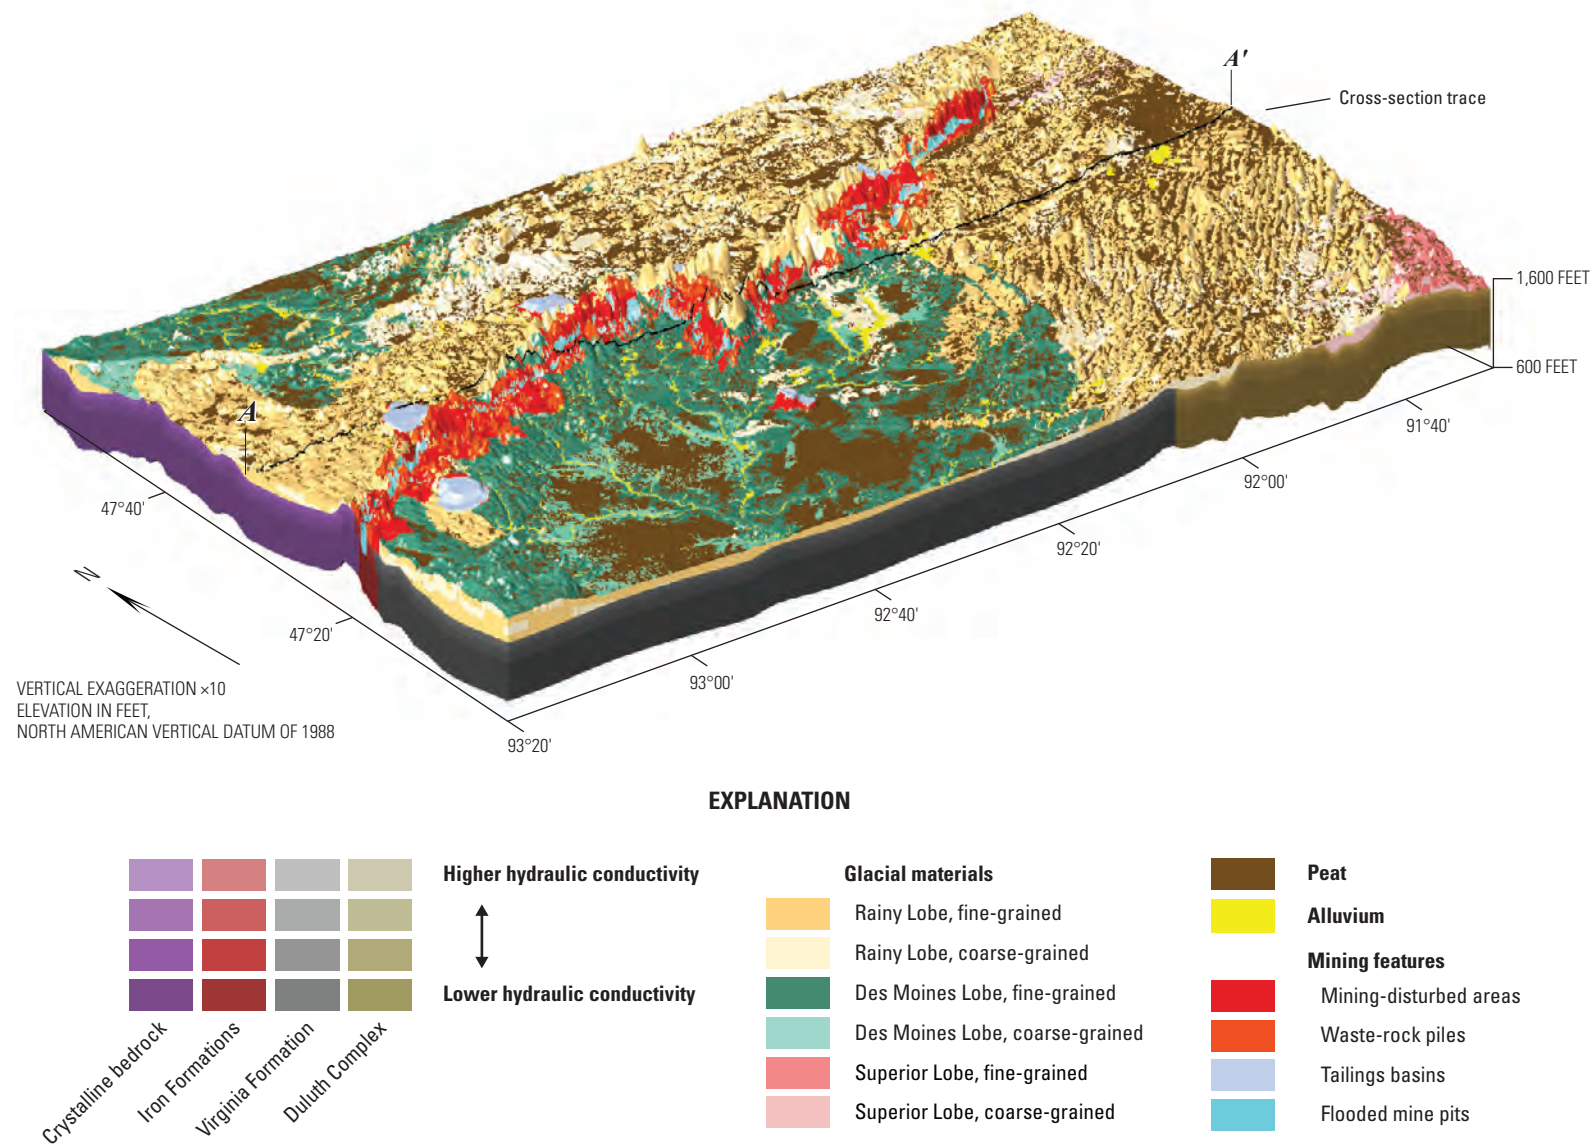 A'
Cross-section trace
1,600 FEET
600 FEET
A
91°40'
92°00'
92°20'
92°40'
93°00'
93°20'
47°40'
47°20'
N
VERTICAL EXAGGERATION ×10
ELEVATION IN FEET,
NORTH AMERICAN VERTICAL DATUM OF 1988
EXPLANATION
Higher hydraulic conductivity
Lower hydraulic conductivity
Crystalline bedrock
Iron Formations
Virginia Formation
Duluth Complex
Glacial materials
Rainy Lobe, fine-grained
Rainy Lobe, coarse-grained
Des Moines Lobe, fine-grained
Des Moines Lobe, coarse-grained
Superior Lobe, fine-grained
Superior Lobe, coarse-grained
Peat
Alluvium
Mining features
Mining-disturbed areas
Waste-rock piles
Tailings basins
Flooded mine pits